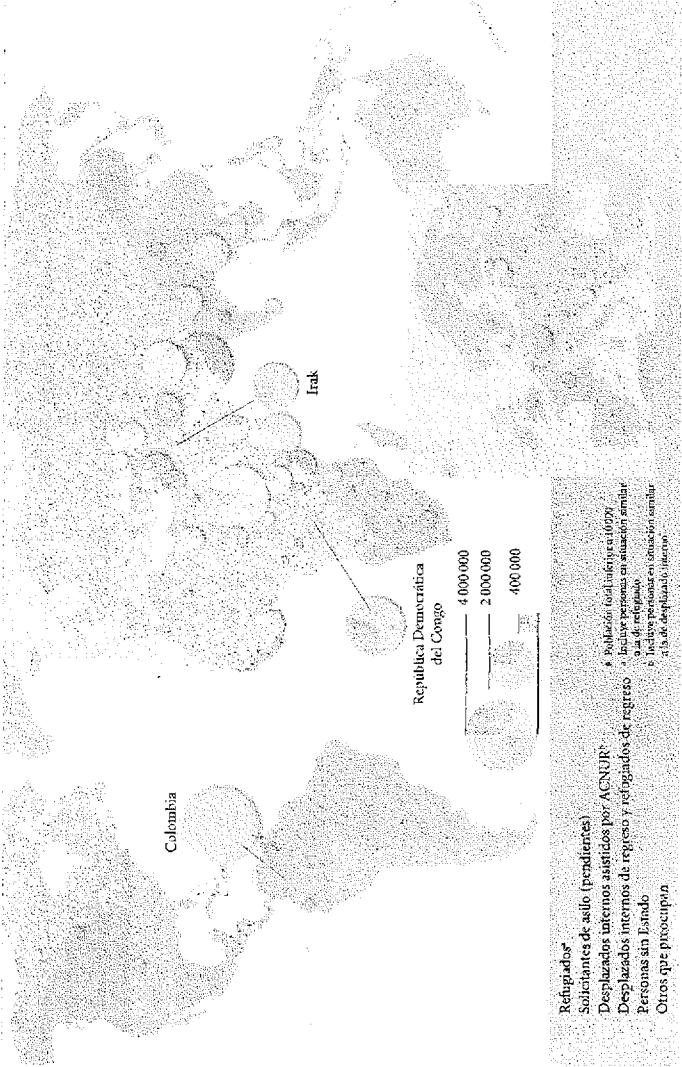 Colombia
República Democrática
del Congo
Irak
4 000 000
2 000 000
400 000
Refugiadosª
Solicitantes de asilo (pendientes)
Desplazados internos asistidos por ACNURᵇ
Desplazados internos de regreso y refugiados de regreso
Personas sin Estado
Otros que preocupan
Población total inferior a 10 000
a Incluye personas en situación similar
a la de refugiado
b Incluye personas en situación similar
a la de desplazado interno